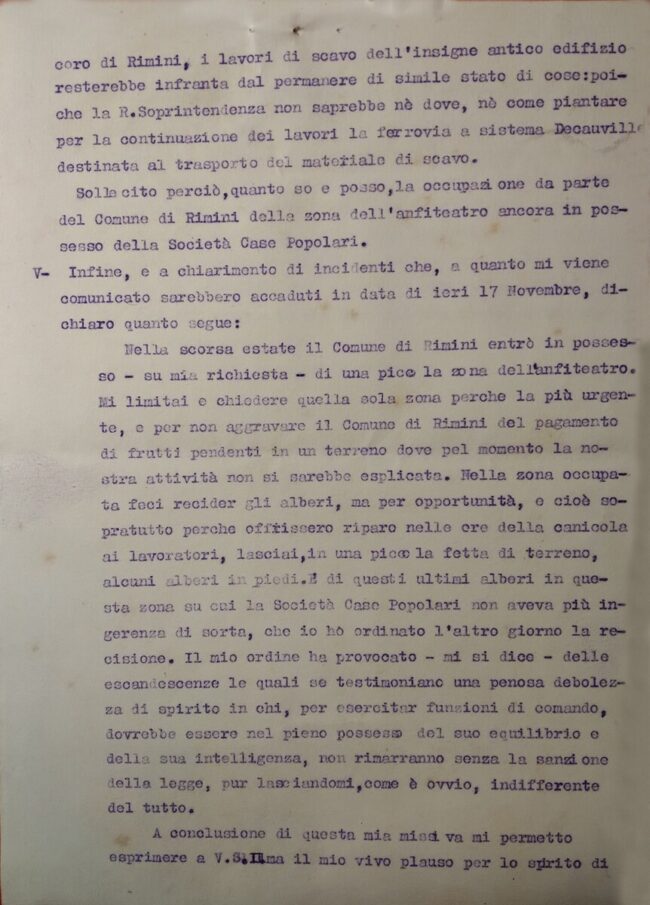 coro di Rimini, i lavori di scavo dell'insigne antico edifizio
resterebbe infranta dal permanere di simile stato di cose:poi-
che la R.Soprintendenza non saprebbe nè dove, nè come piantare
per la continuazione dei lavori la ferrovia a sistema Decauville
destinata al trasporto del materiale di scavo.
Solle cito perciò,quanto so e posso,la occupazi one da parte
del Comune di Rimini della zona dell'anfiteatro ancora in pos-
sesso della Società Case Popolari.
V- Infine, e a chiarimento di incidenti che, a quanto mi viene
comunicato sarebbero accaduti in data di ieri 17 Novembre, di-
chiaro quanto segue:
Nella scorsa estate il Comune di Rimini entrò in posses-
so - su mia richiesta - di una picco la zona dell'anfiteatro.
Mi limitai e chiedere quella sola zona perche la più urgen-
te, e per non aggravare il Comune di Rimini del pagamento
di frutti pendenti in un terreno dove pel momento la no-
stra attività non si sarebbe esplicata. Nella zona occupa-
ta feci recider gli alberi, ma per opportunità, e cioè so-
pratutto perche offrissero riparo nelle ore della canicola
ai lavoratori, lasciai,in una picco la fetta di terreno,
alcuni alberi in piedi.E di questi ultimi alberi in que-
sta zona su cui la Società Case Popolari non aveva più in-
gerenza di sorta, che io hò ordinato l'altro giorno la re-
cisione. Il mio ordine ha provocato - mi si dice - delle
escandescenze le quali se testimoniano una penosa debolez-
za di spirito in chi, per esercitar funzioni di comando,
dovrebbe essere nel pieno possesso del suo equilibrio e
della sua intelligenza, non rimarranno senza la sanzione
della legge, pur lasciandomi,come è ovvio, indifferente
del tutto.
A conclusione di questa mia missi va mi permetto
esprimere a V.S.Illma il mio vivo plauso per lo spirito di